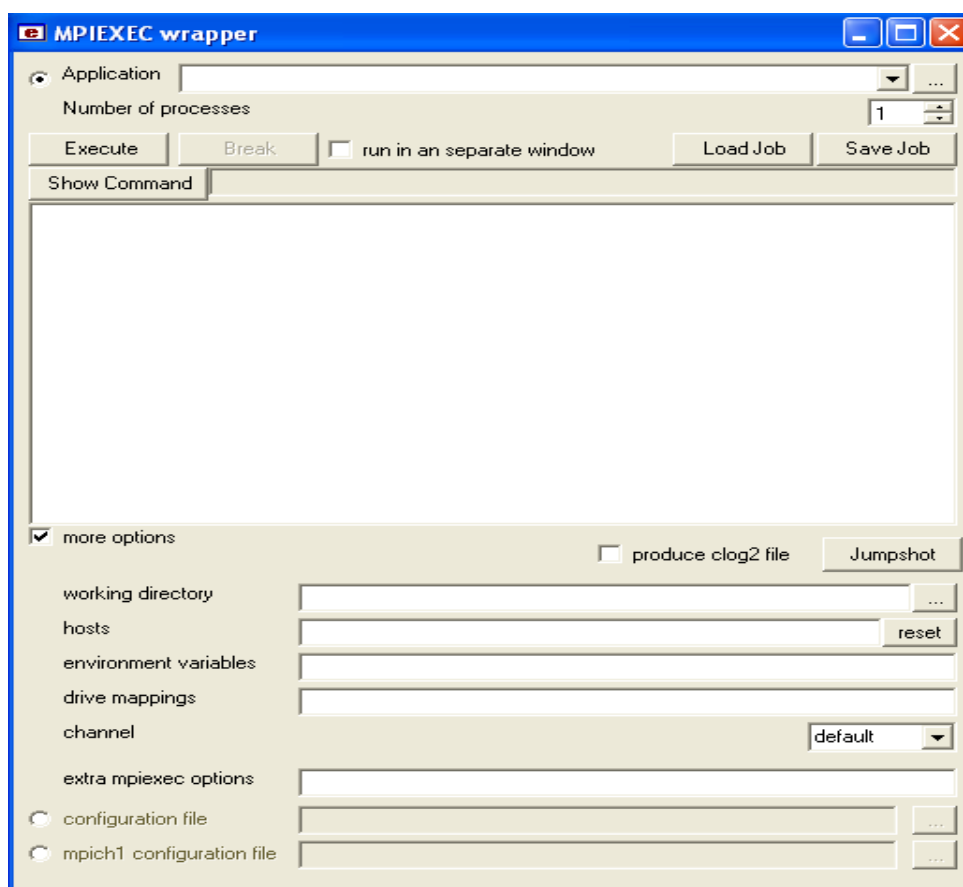 e MPIEXEC wrapper
Application ...
Number of processes 1
Execute Break run in an separate window Load Job Save Job
Show Command
more options
produce clog2 file Jumpshot
working directory ...
hosts reset
environment variables
drive mappings
channel default
extra mpiexec options
configuration file ...
mpich1 configuration file ...